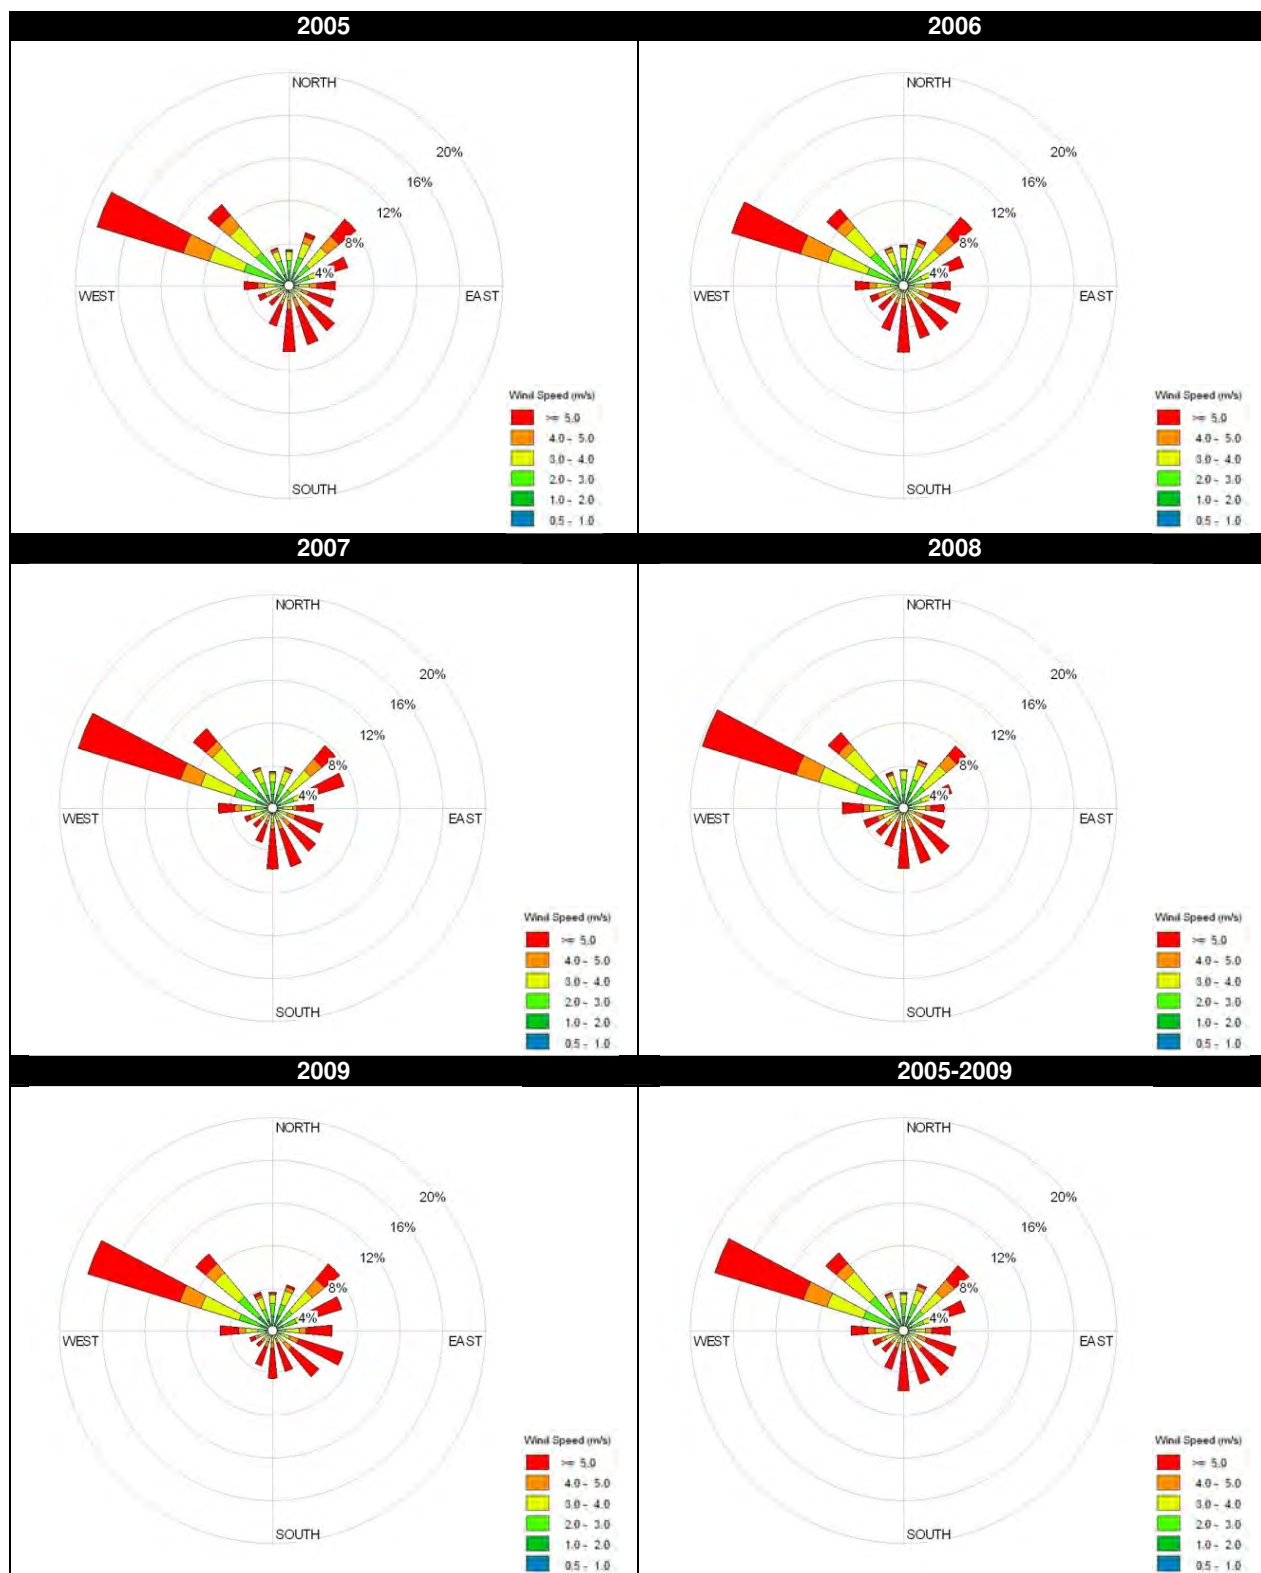 2005
NORTH
20%
16%
12%
8%
4%
WEST
EAST
SOUTH
Wind Speed (m/s)
>= 5.0
4.0 - 5.0
3.0 - 4.0
2.0 - 3.0
1.0 - 2.0
0.5 - 1.0
2006
NORTH
20%
16%
12%
8%
4%
WEST
EAST
SOUTH
Wind Speed (m/s)
>= 5.0
4.0 - 5.0
3.0 - 4.0
2.0 - 3.0
1.0 - 2.0
0.5 - 1.0
2007
NORTH
20%
16%
12%
8%
4%
WEST
EAST
SOUTH
Wind Speed (m/s)
>= 5.0
4.0 - 5.0
3.0 - 4.0
2.0 - 3.0
1.0 - 2.0
0.5 - 1.0
2008
NORTH
20%
16%
12%
8%
4%
WEST
EAST
SOUTH
Wind Speed (m/s)
>= 5.0
4.0 - 5.0
3.0 - 4.0
2.0 - 3.0
1.0 - 2.0
0.5 - 1.0
2009
NORTH
20%
16%
12%
8%
4%
WEST
EAST
SOUTH
Wind Speed (m/s)
>= 5.0
4.0 - 5.0
3.0 - 4.0
2.0 - 3.0
1.0 - 2.0
0.5 - 1.0
2005-2009
NORTH
20%
16%
12%
8%
4%
WEST
EAST
SOUTH
Wind Speed (m/s)
>= 5.0
4.0 - 5.0
3.0 - 4.0
2.0 - 3.0
1.0 - 2.0
0.5 - 1.0